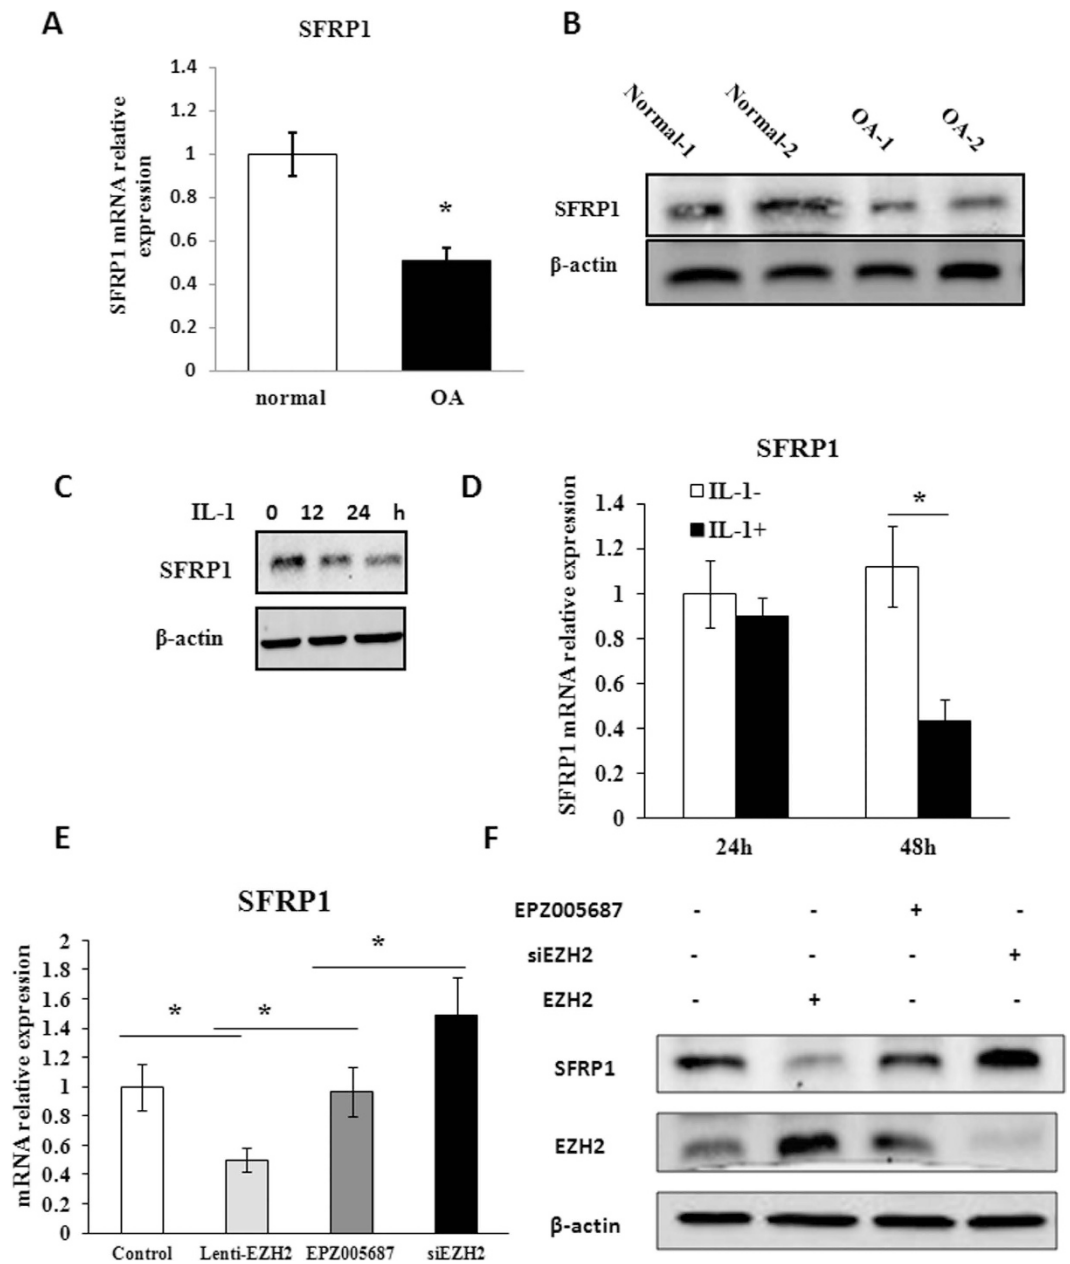 A
SFRP1
SFRP1 mRNA relative
expression
1.4
1.2
1
0.8
0.6
0.4
0.2
0
*
normal OA
B
Normal-1 Normal-2 OA-1 OA-2
SFRP1
β-actin
C
IL-1 0 12 24 h
SFRP1
β-actin
D
SFRP1
SFRP1 mRNA relative expression
IL-1-
IL-1+
*
1.4
1.2
1
0.8
0.6
0.4
0.2
0
24h 48h
E
SFRP1
mRNA relative expression
2
1.8
1.6
1.4
1.2
1
0.8
0.6
0.4
0.2
0
* * *
Control Lenti-EZH2 EPZ005687 siEZH2
F
EPZ005687 - - + -
siEZH2 - - - +
EZH2 - + - -
SFRP1
EZH2
β-actin